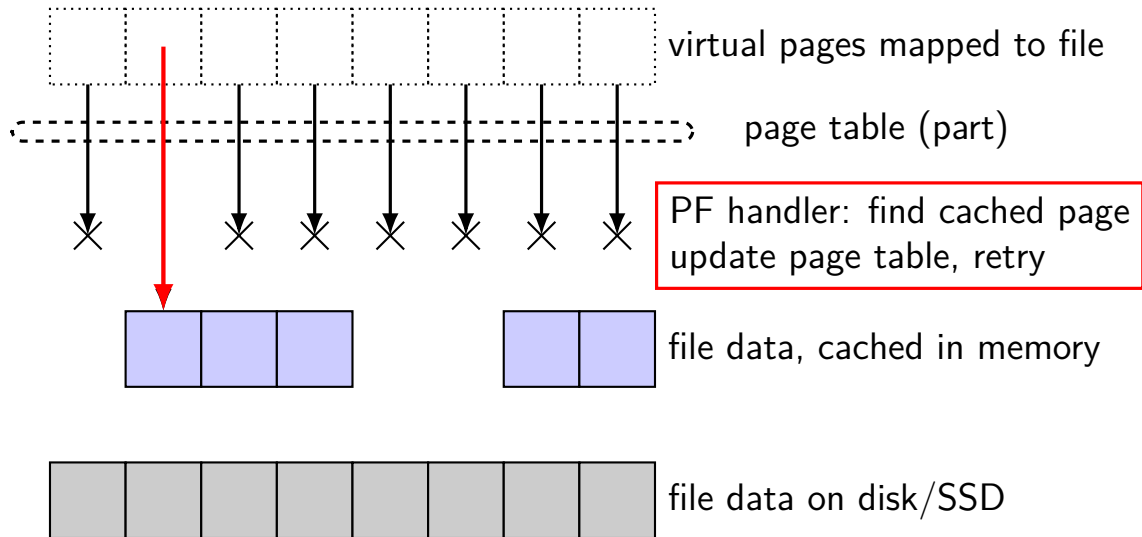 virtual pages mapped to file
page table (part)
PF handler: find cached page
update page table, retry
file data, cached in memory
file data on disk/SSD